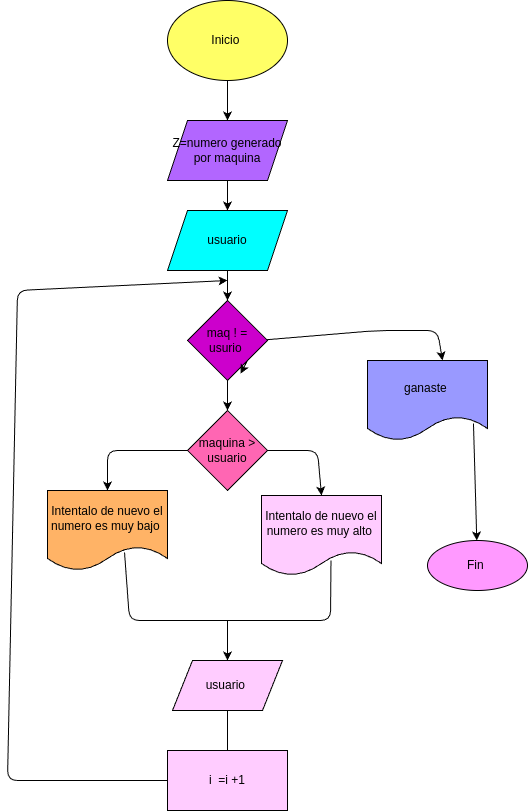 Inicio
Z=numero generado
por maquina
usuario
maq ! =
usurio
ganaste
maquina >
usuario
Intentalo de nuevo el
numero es muy bajo
Intentalo de nuevo el
numero es muy alto
Fin
usuario
i  =i +1